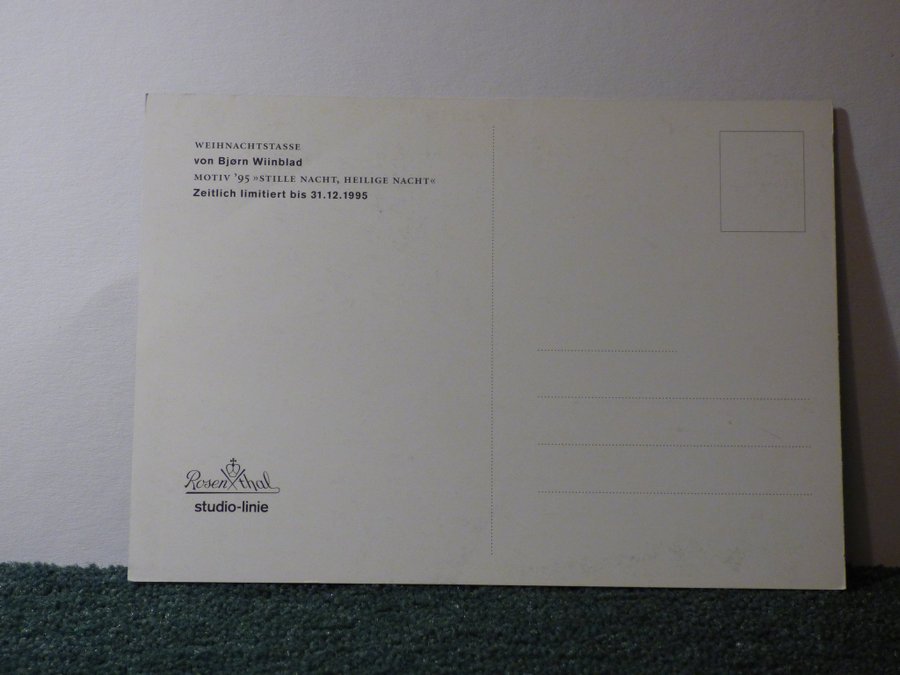 WEIHNACHTSTASSE
von Bjørn Wiinblad
MOTIV '95 »STILLE NACHT, HEILIGE NACHT«
Zeitlich limitiert bis 31.12.1995
Rosenthal
studio-linie